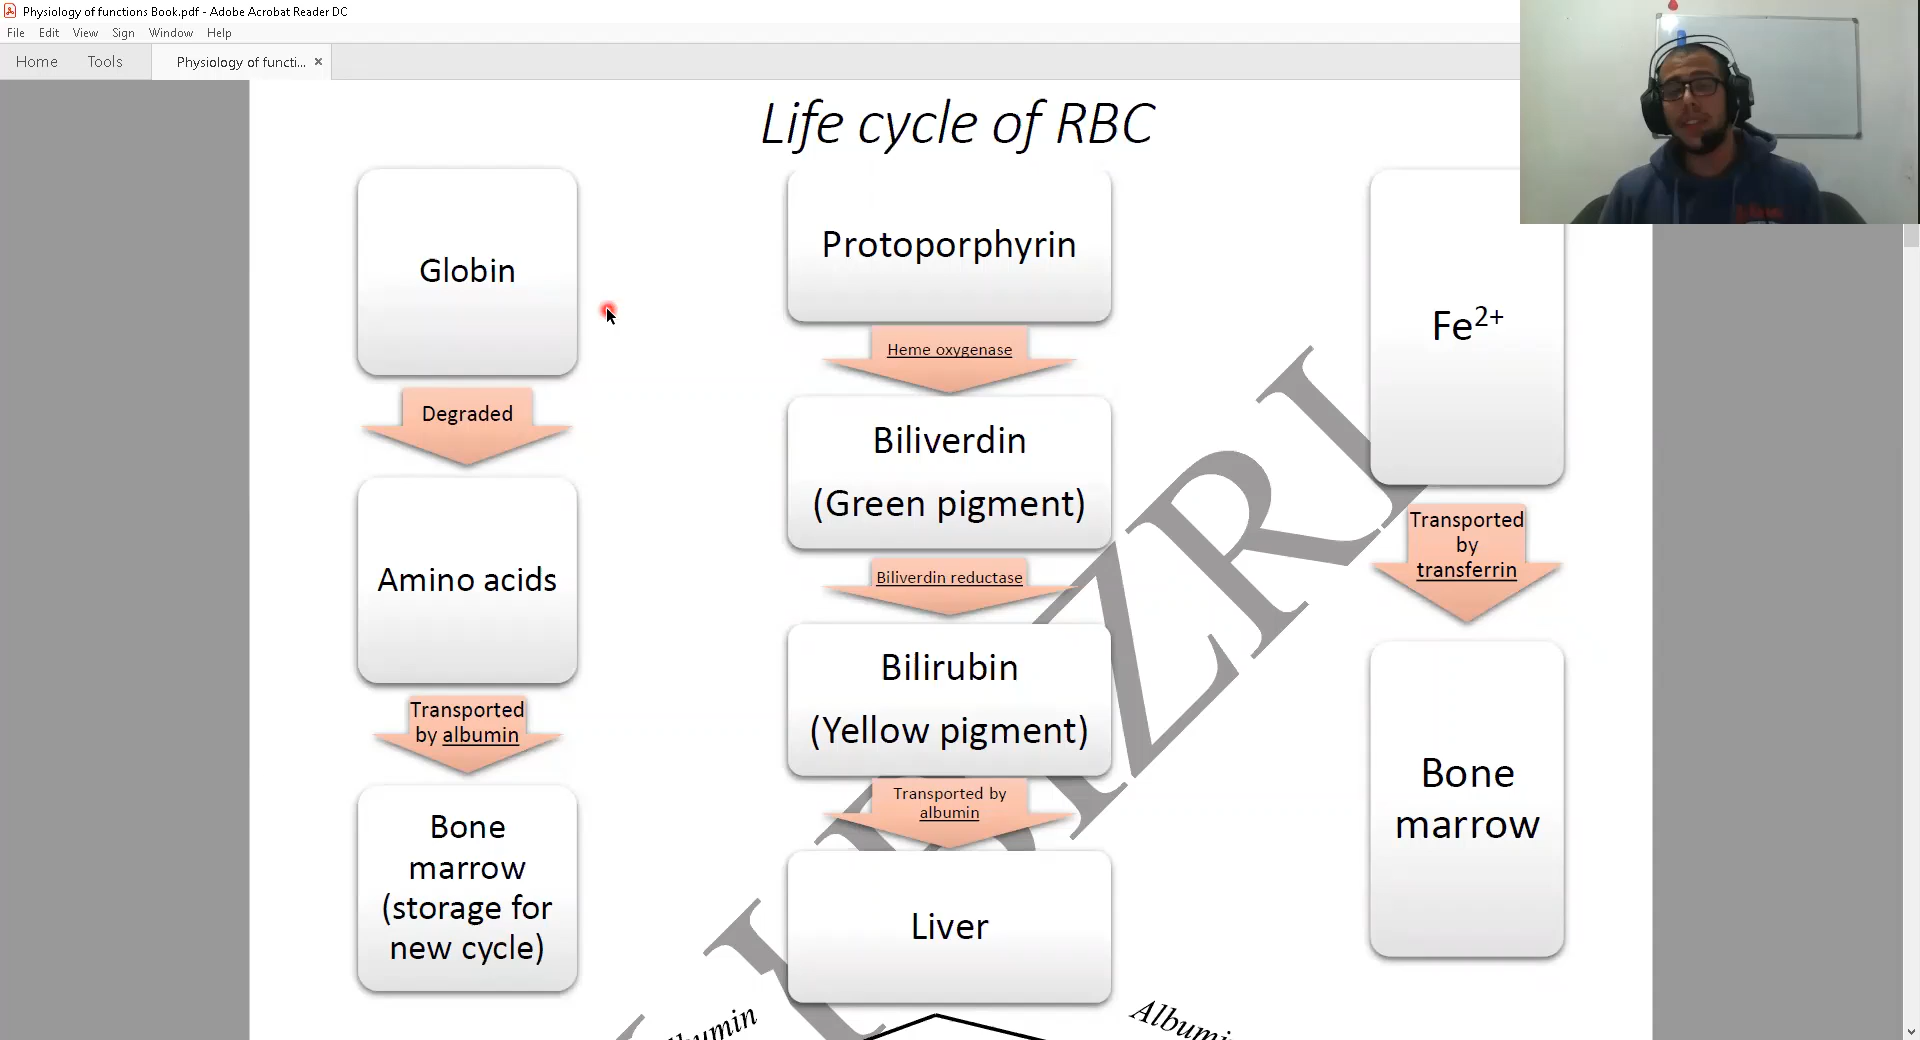 Physiology of functions Book.pdf - Adobe Acrobat Reader DC
File Edit View Sign Window Help
Home Tools Physiology of functi... ×
Life cycle of RBC
Globin
Degraded
Amino acids
Transported
by albumin
Bone
marrow
(storage for
new cycle)
Protoporphyrin
Heme oxygenase
Biliverdin
(Green pigment)
Biliverdin reductase
Bilirubin
(Yellow pigment)
Transported by
albumin
Liver
Fe2+
Transported
by
transferrin
Bone
marrow